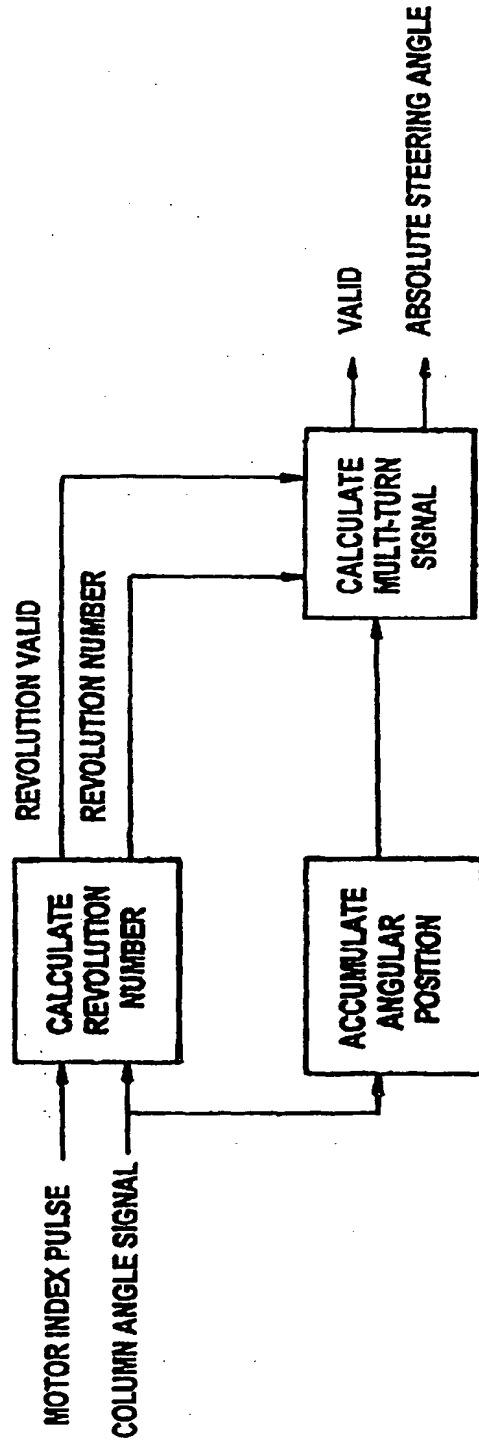 MOTOR INDEX PULSE
COLUMN ANGLE SIGNAL
CALCULATE
REVOLUTION
NUMBER
REVOLUTION VALID
REVOLUTION NUMBER
ACCUMULATE
ANGULAR
POSITION
CALCULATE
MULTI-TURN
SIGNAL
VALID
ABSOLUTE STEERING ANGLE